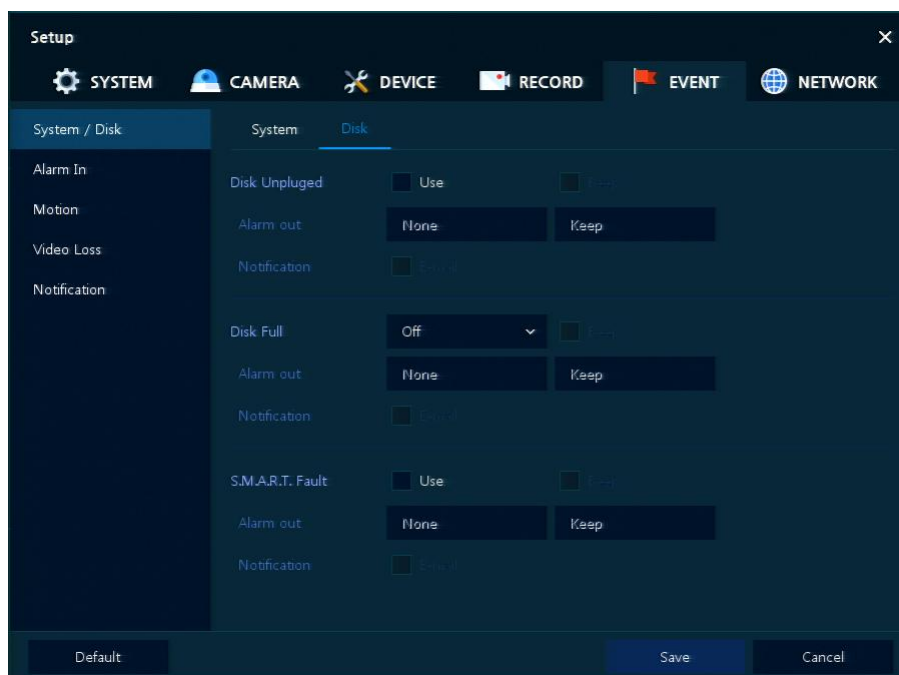 Setup
SYSTEM CAMERA DEVICE RECORD EVENT NETWORK
System / Disk
Alarm In
Motion
Video Loss
Notification
System Disk
Disk Unpluged Use
Alarm out None Keep
Notification
Disk Full Off
Alarm out None Keep
Notification
S.M.A.R.T. Fault Use
Alarm out None Keep
Notification
Default Save Cancel